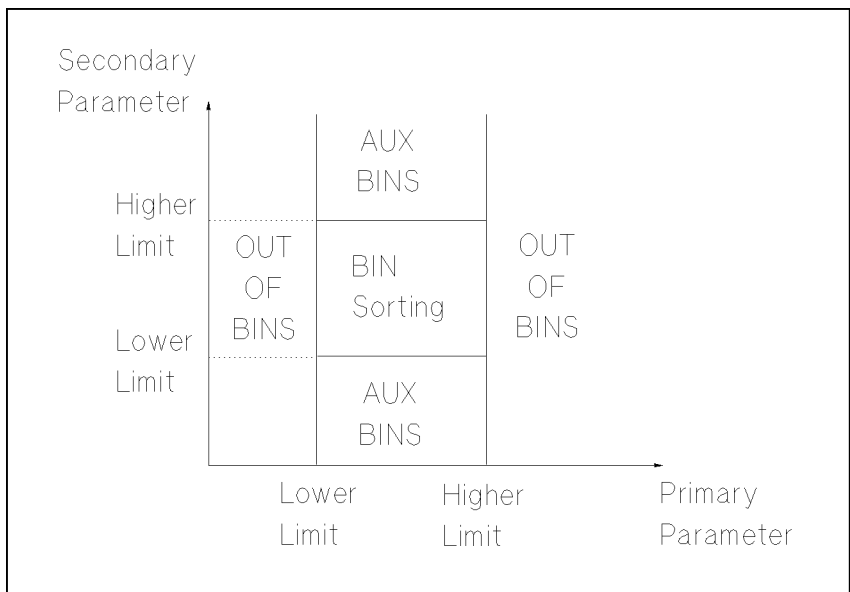 Secondary
Parameter
AUX
BINS
Higher
Limit
OUT
OF
BINS
BIN
Sorting
OUT
OF
BINS
Lower
Limit
AUX
BINS
Lower
Limit
Higher
Limit
Primary
Parameter